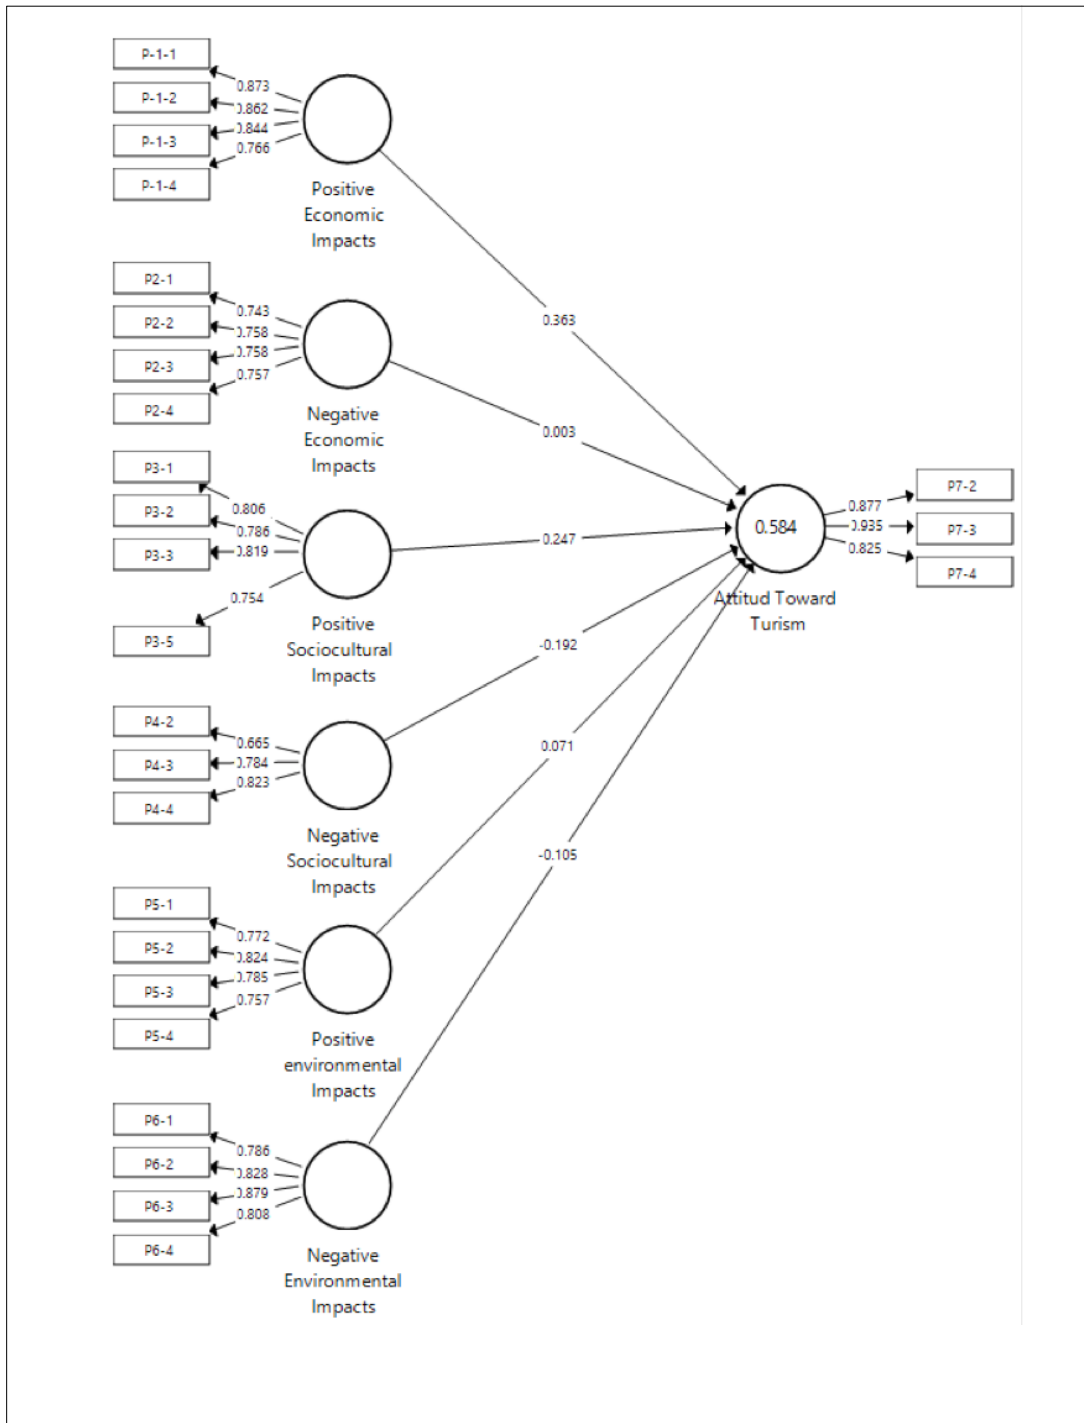 P-1-1
P-1-2
P-1-3
P-1-4
0.873
0.862
0.844
0.766
Positive
Economic
Impacts
0.363
P2-1
P2-2
P2-3
P2-4
0.743
0.758
0.758
0.757
Negative
Economic
Impacts
0.003
P3-1
P3-2
P3-3
P3-5
0.806
0.786
0.819
0.754
Positive
Sociocultural
Impacts
0.247
P4-2
P4-3
P4-4
0.665
0.784
0.823
Negative
Sociocultural
Impacts
-0.192
P5-1
P5-2
P5-3
P5-4
0.772
0.824
0.785
0.757
Positive
environmental
Impacts
0.071
P6-1
P6-2
P6-3
P6-4
0.786
0.828
0.879
0.808
Negative
Environmental
Impacts
-0.105
0.584
Attitud Toward
Turism
0.877
0.935
0.825
P7-2
P7-3
P7-4